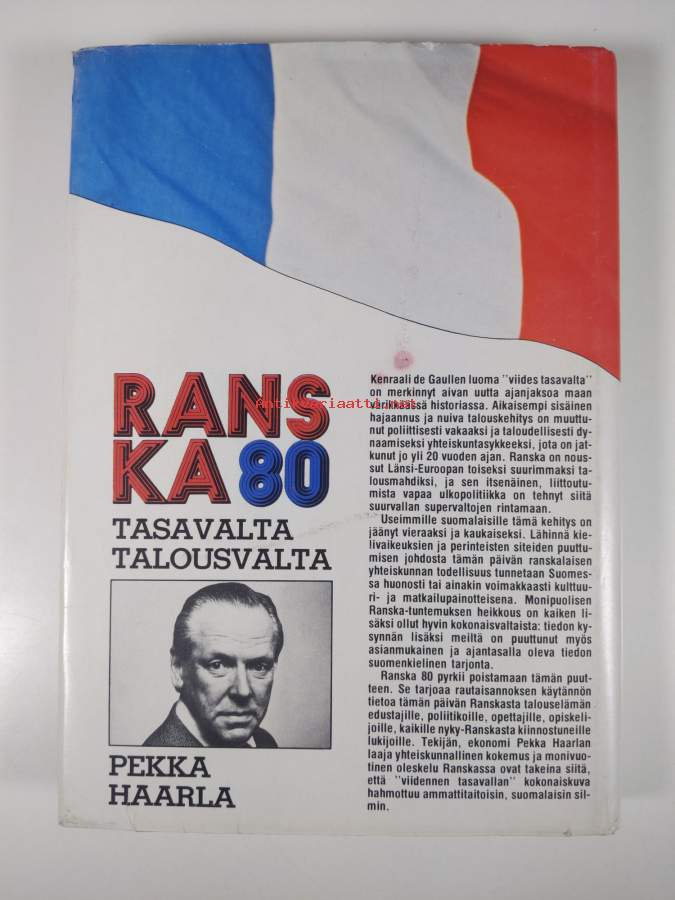 RANS
KA 80
TASAVALTA
TALOUSVALTA
PEKKA
HAARLA
Kenraali de Gaullen luoma "viides tasavalta"
on merkinnyt aivan uutta ajanjaksoa maan
värikkäässä historiassa. Aikaisempi sisäinen
hajaannus ja nuiva talouskehitys on muuttu-
nut poliittisesti vakaaksi ja taloudellisesti dy-
naamiseksi yhteiskuntasykkeeksi, jota on jat-
kunut jo yli 20 vuoden ajan. Ranska on nous-
sut Länsi-Euroopan toiseksi suurimmaksi ta-
lousmahdiksi, ja sen itsenäinen, liittoutu-
mista vapaa ulkopolitiikka on tehnyt siitä
suurvallan supervaltojen rintamaan.
Useimmille suomalaisille tämä kehitys on
jäänyt vieraaksi ja kaukaiseksi. Lähinnä kie-
livaikeuksien ja perinteisten siteiden puuttu-
misen johdosta tämän päivän ranskalaisen
yhteiskunnan todellisuus tunnetaan Suomes-
sa huonosti tai ainakin voimakkaasti kulttuu-
ri- ja matkailupainotteisena. Monipuolisen
Ranska-tuntemuksen heikkous on kaiken li-
säksi ollut hyvin kokonaisvaltaista: tiedon ky-
synnän lisäksi meiltä on puuttunut myös
asianmukainen ja ajantasalla oleva tiedon
suomenkielinen tarjonta.
Ranska 80 pyrkii poistamaan tämän puut-
teen. Se tarjoaa rautaisannoksen käytännön
tietoa tämän päivän Ranskasta talouselämän
edustajille, poliitikoille, opettajille, opiskeli-
joille, kaikille nyky-Ranskasta kiinnostuneille
lukijoille. Tekijän, ekonomi Pekka Haarlan
laaja yhteiskunnallinen kokemus ja monivuo-
tinen oleskelu Ranskassa ovat takeina siitä,
että "viidennen tasavallan" kokonaiskuva
hahmottuu ammattitaitoisin, suomalaisin sil-
min.
Antikvariaatti.net